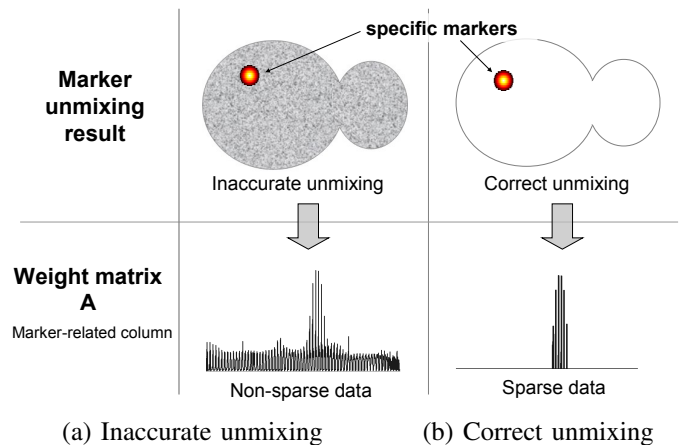 specific markers
Marker
unmixing
result
Inaccurate unmixing
Correct unmixing
Weight matrix
A
Marker-related column
Non-sparse data
Sparse data
(a) Inaccurate unmixing
(b) Correct unmixing